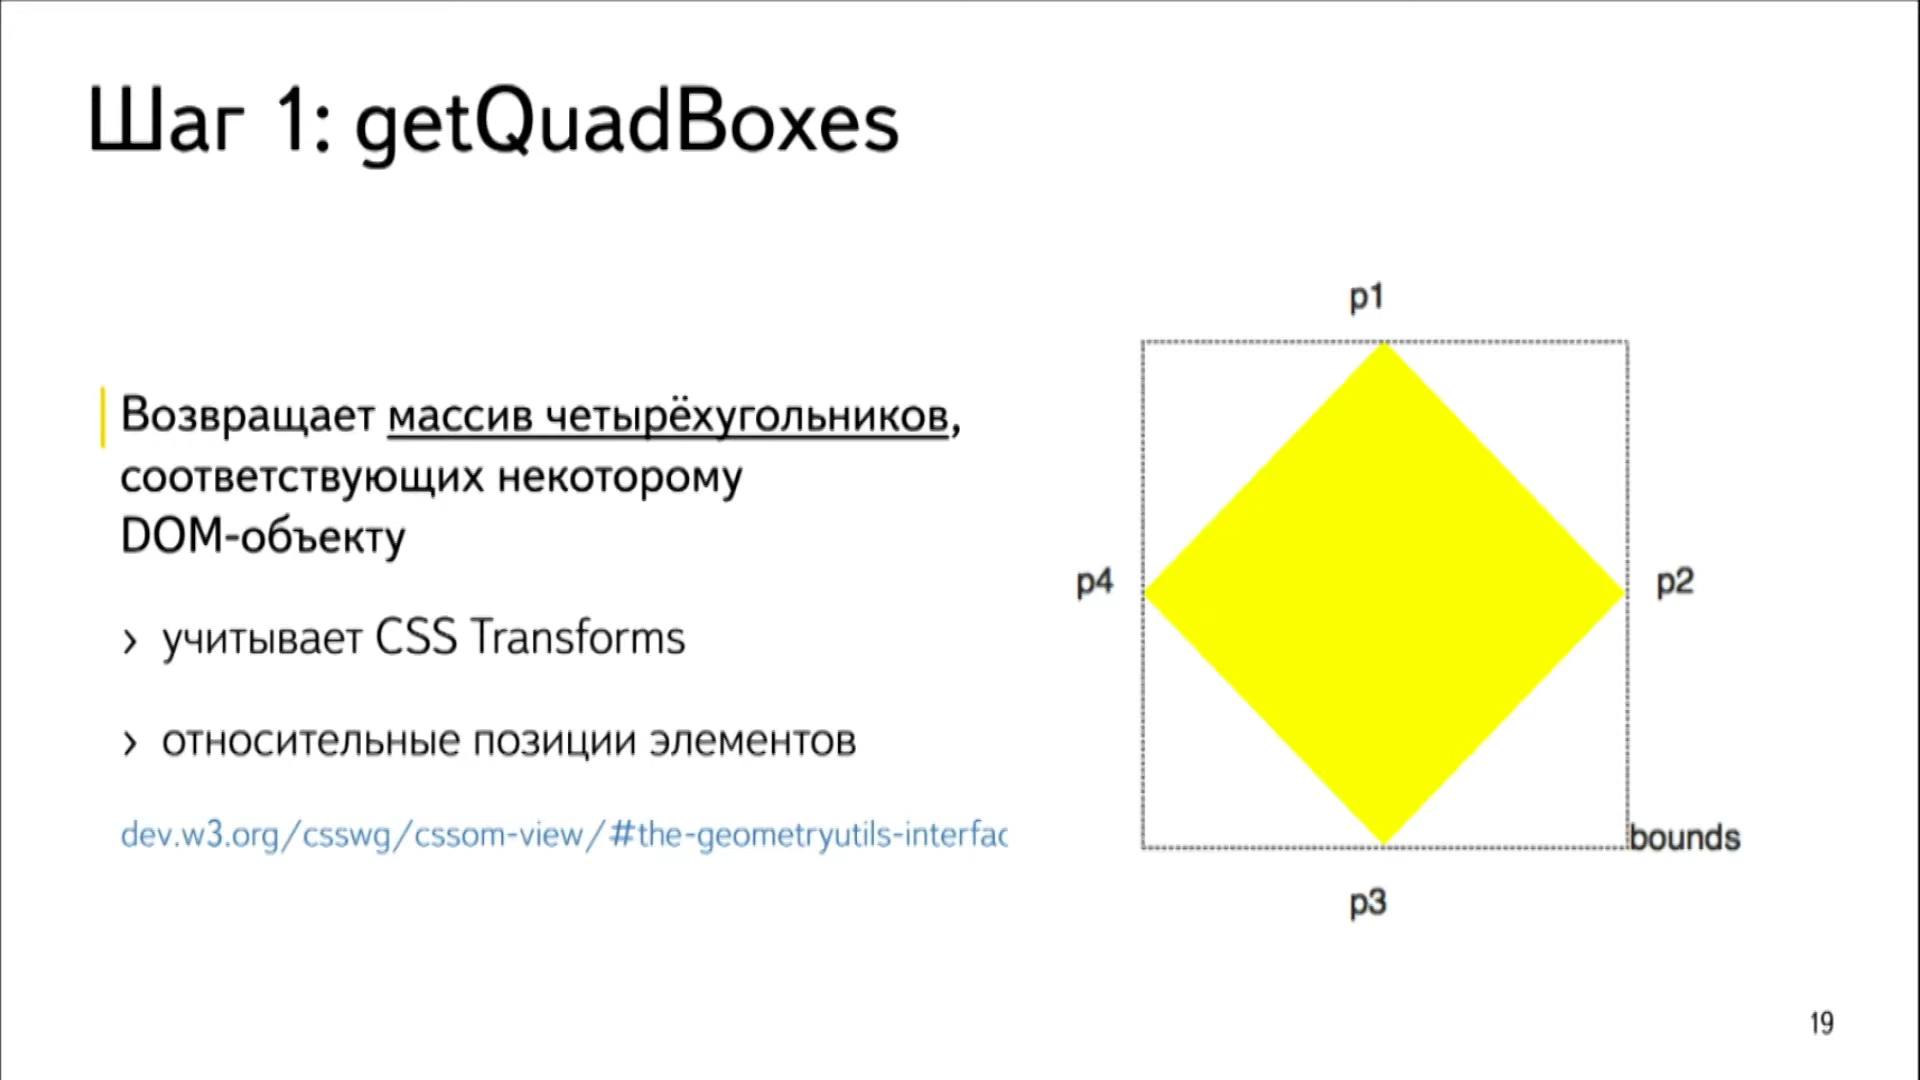 Шаг 1: getQuadBoxes
Возвращает массив четырёхугольников,
соответствующих некоторому
DOM-объекту
› учитывает CSS Transforms
› относительные позиции элементов
dev.w3.org/csswg/cssom-view/#the-geometryutils-interfac
p1
p4
p2
bounds
p3
19